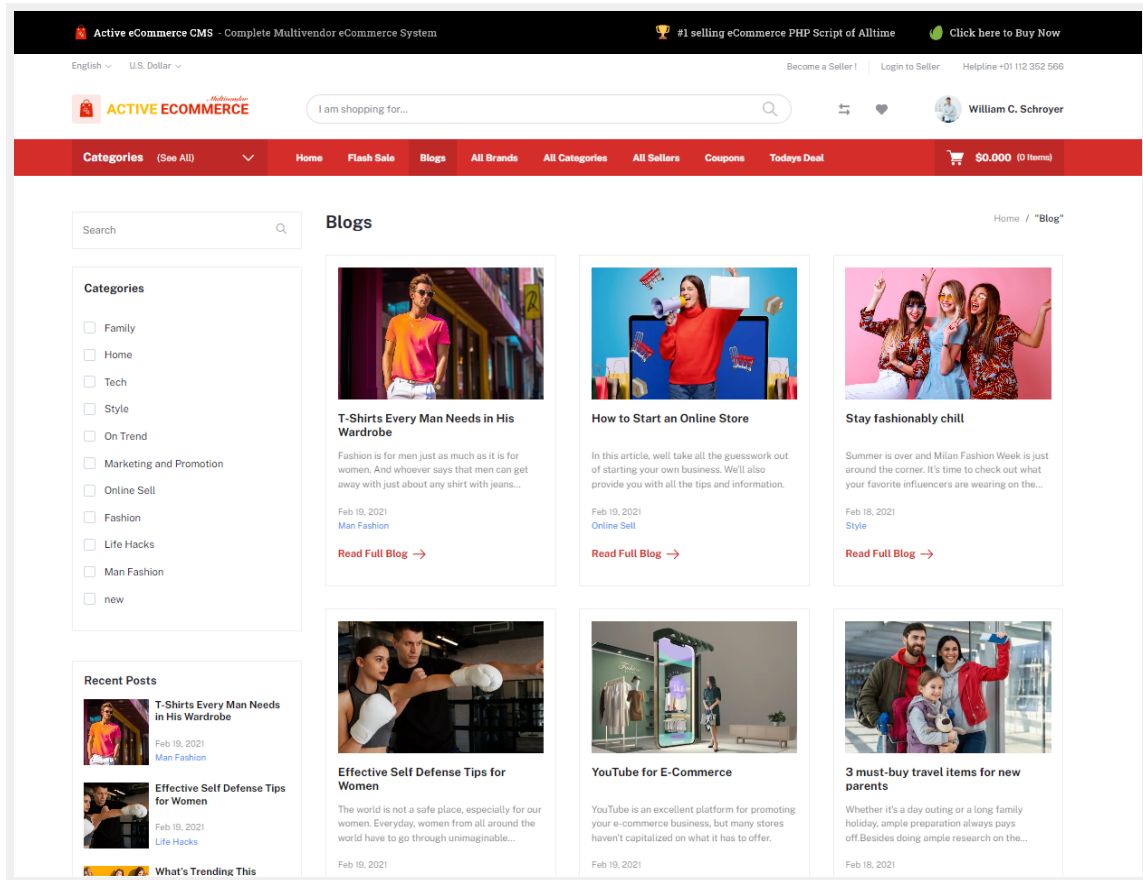 Active eCommerce CMS - Complete Multivendor eCommerce System
#1 selling eCommerce PHP Script of Alltime
Click here to Buy Now
English
U.S. Dollar
Become a Seller !
Login to Seller
Helpline +01 112 352 566
Multivendor
ACTIVE ECOMMERCE
I am shopping for...
William C. Schroyer
Categories (See All)
Home
Flash Sale
Blogs
All Brands
All Categories
All Sellers
Coupons
Todays Deal
$0.000 (0 Items)
Search
Categories
Family
Home
Tech
Style
On Trend
Marketing and Promotion
Online Sell
Fashion
Life Hacks
Man Fashion
new
Recent Posts
T-Shirts Every Man Needs
in His Wardrobe
Feb 19, 2021
Man Fashion
Effective Self Defense Tips
for Women
Feb 19, 2021
Life Hacks
What's Trending This
Blogs
Home / "Blog"
T-Shirts Every Man Needs in His
Wardrobe
Fashion is for men just as much as it is for
women. And whoever says that men can get
away with just about any shirt with jeans...
Feb 19, 2021
Man Fashion
Read Full Blog
How to Start an Online Store
In this article, well take all the guesswork out
of starting your own business. We'll also
provide you with all the tips and information.
Feb 19, 2021
Online Sell
Read Full Blog
Stay fashionably chill
Summer is over and Milan Fashion Week is just
around the corner. It's time to check out what
your favorite influencers are wearing on the...
Feb 18, 2021
Style
Read Full Blog
Effective Self Defense Tips for
Women
The world is not a safe place, especially for our
women. Everyday, women from all around the
world have to go through unimaginable...
Feb 19, 2021
YouTube for E-Commerce
YouTube is an excellent platform for promoting
your e-commerce business, but many stores
haven't capitalized on what it has to offer.
Feb 19, 2021
3 must-buy travel items for new
parents
Whether it's a day outing or a long family
holiday, ample preparation always pays
off.Besides doing ample research on the...
Feb 18, 2021